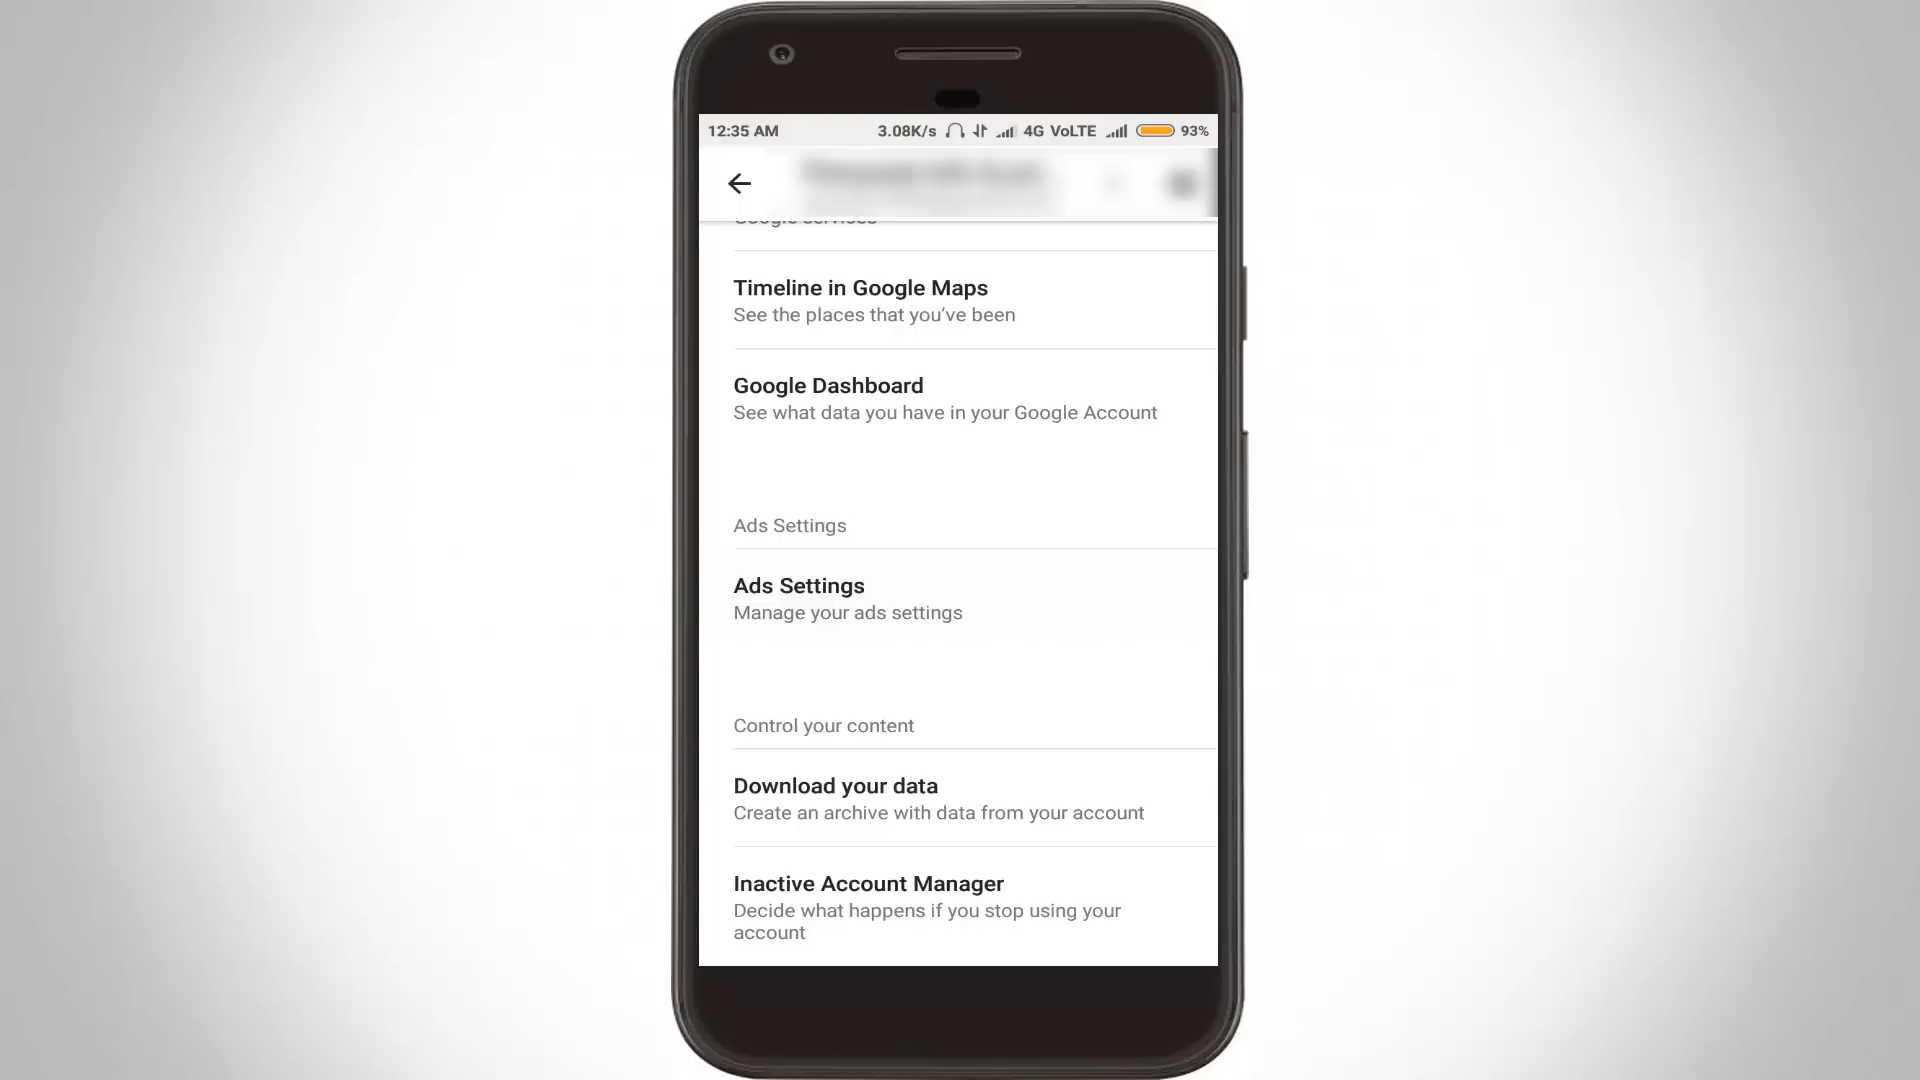 12:35 AM 3.08K/s 4G VoLTE 93%
Google services
Timeline in Google Maps
See the places that you’ve been
Google Dashboard
See what data you have in your Google Account
Ads Settings
Ads Settings
Manage your ads settings
Control your content
Download your data
Create an archive with data from your account
Inactive Account Manager
Decide what happens if you stop using your
account